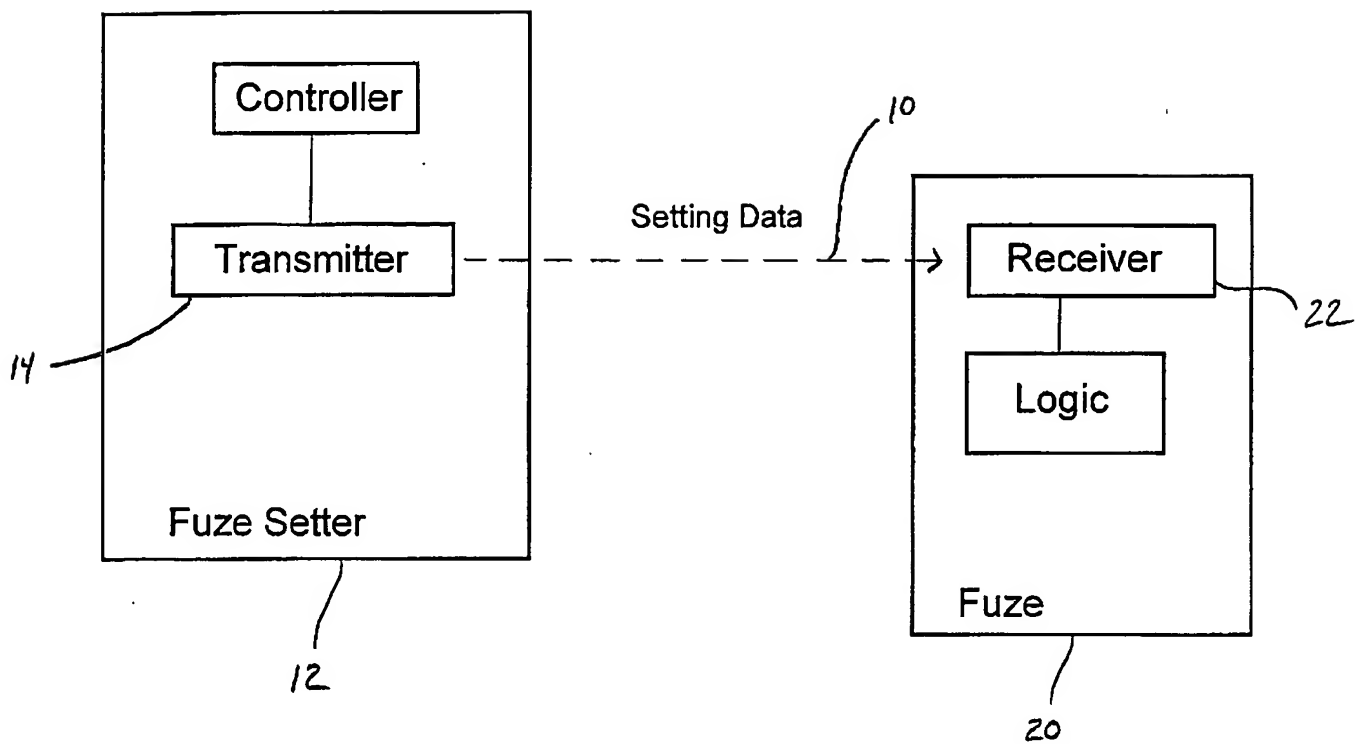 Controller
10
Setting Data
Transmitter
Receiver
22
14
Logic
Fuze Setter
Fuze
12
20